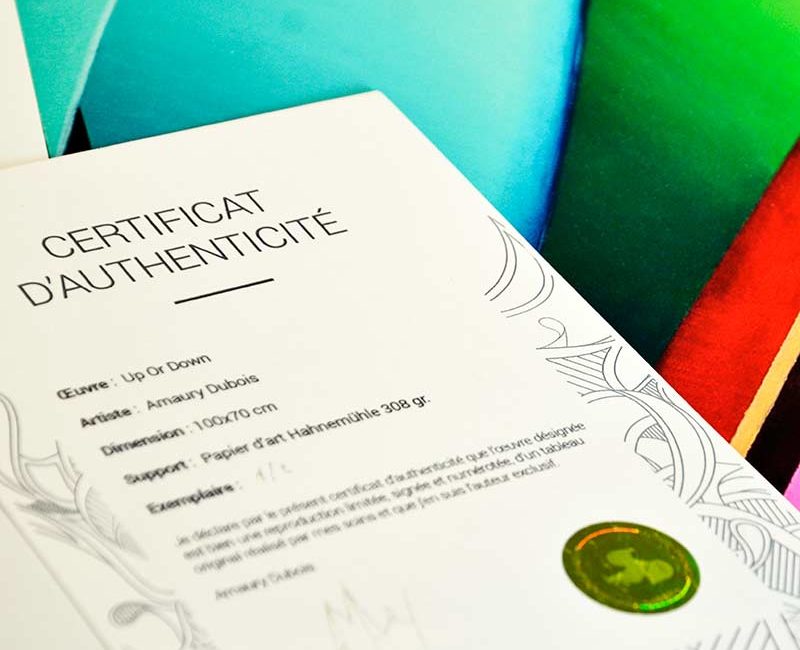 CERTIFICAT
D'AUTHENTICITÉ
Œuvre : Up Or Down
Artiste : Amaury Dubois
Dimension : 100x70 cm
Support : Papier d'art Hahnemühle 308 gr.
Exemplaire :
Je déclare par le présent certificat d'authenticité que l'œuvre désignée
est bien une reproduction limitée, signée et numérotée, d'un tableau
original réalisé par mes soins et que j'en suis l'auteur exclusif.
Amaury Dubois